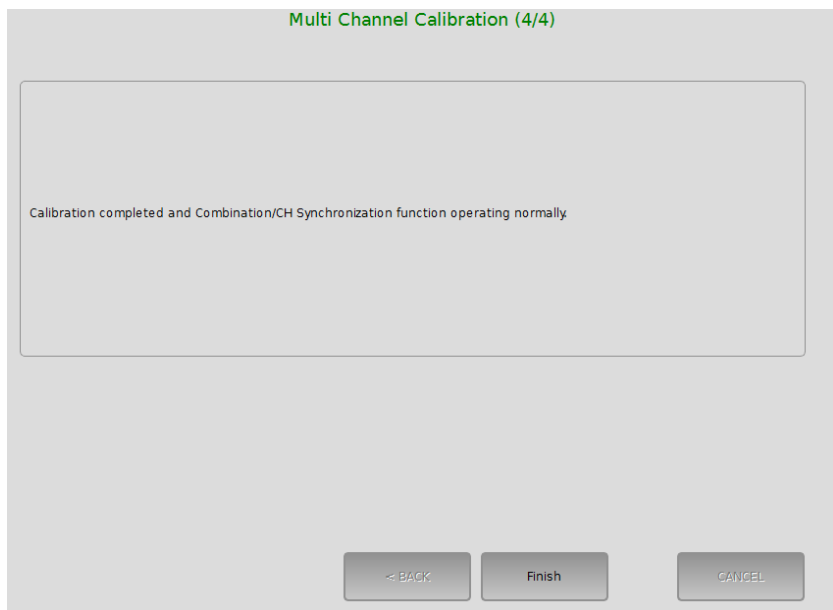 Multi Channel Calibration (4/4)
Calibration completed and Combination/CH Synchronization function operating normally.
< BACK
Finish
CANCEL